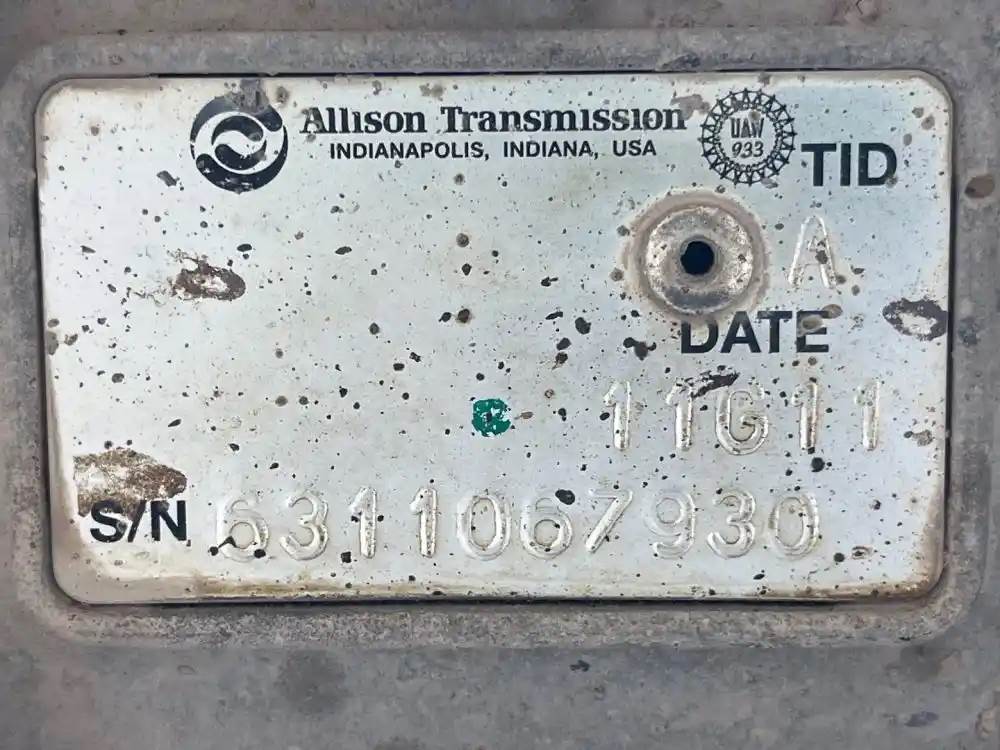 Allison Transmission
INDIANAPOLIS, INDIANA, USA
UAW
933
TID
A
DATE
11G11
S/N 6311067930